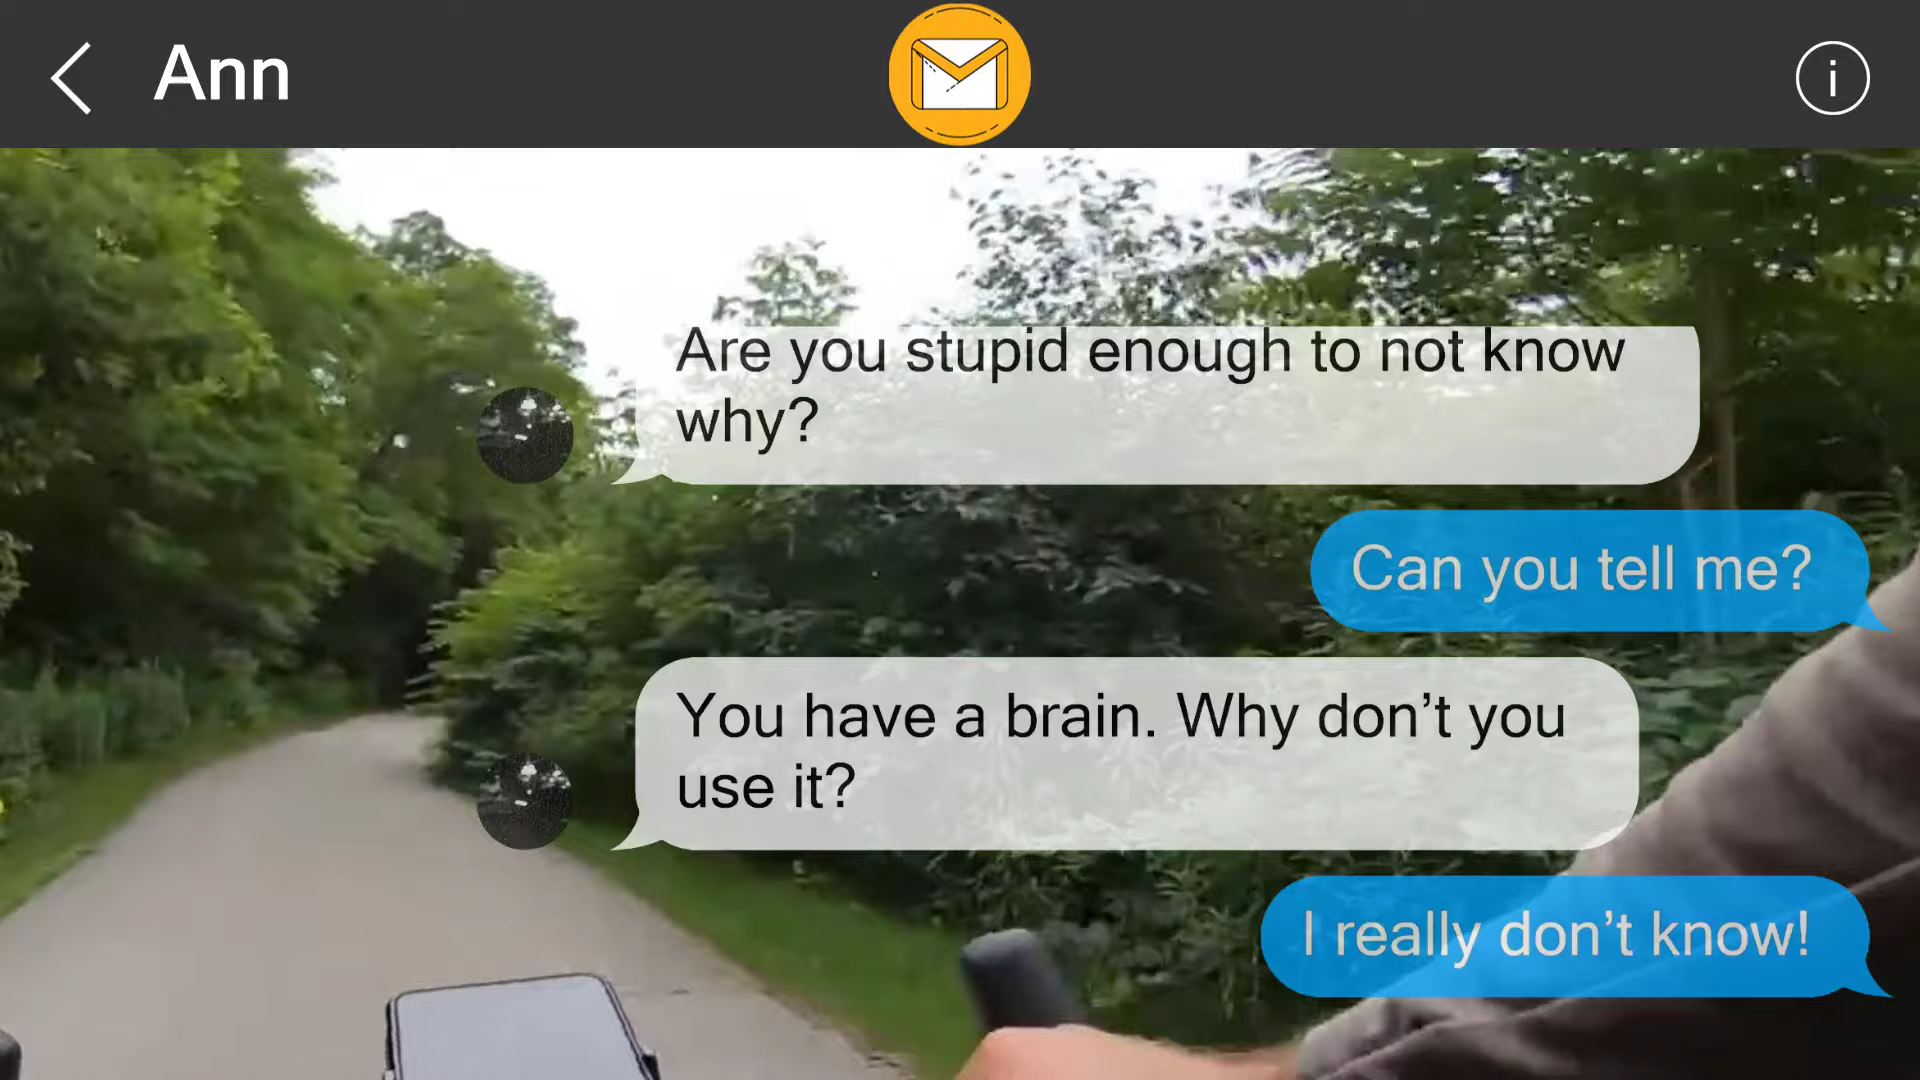 Ann
i
Are you stupid enough to not know
why?
Can you tell me?
You have a brain. Why don’t you
use it?
I really don’t know!